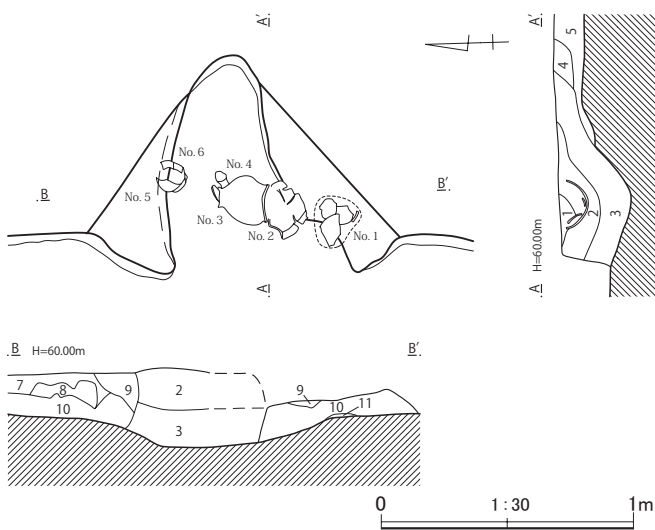 A′
A′
No. 6
No. 4
No. 5
No. 3
No. 2
No. 1
B
B′
A
5
4
1
2
3
A H=60.00m
B H=60.00m
B′
7
8
9
10
2
3
9
10
11
0 1 : 30 1m